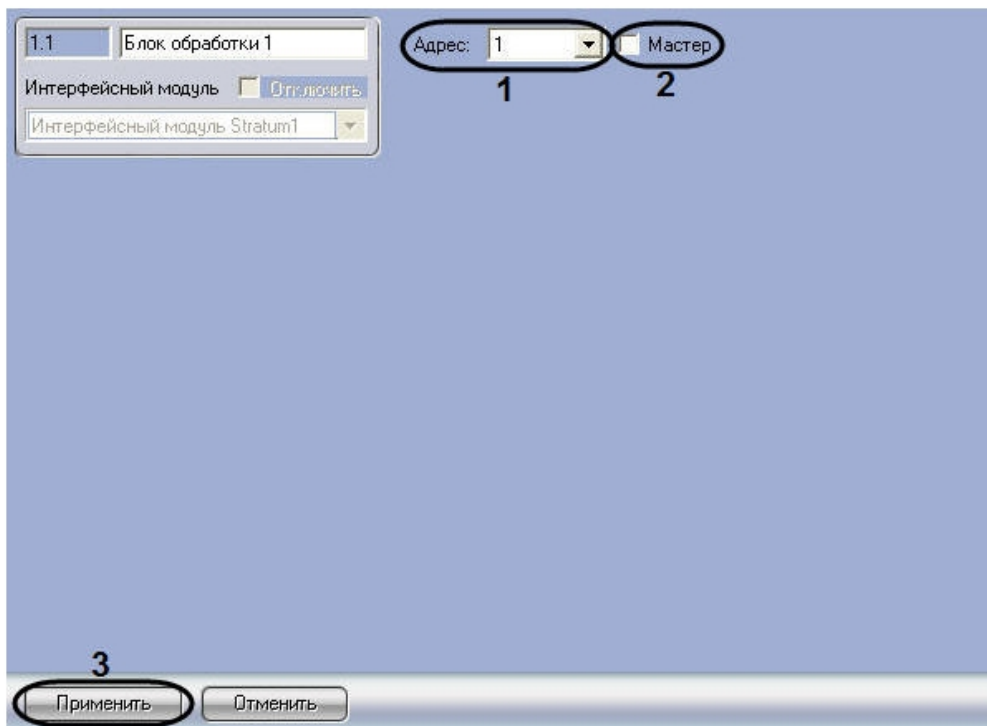 1.1 Блок обработки 1
Адрес: 1 Мастер
1 2
Интерфейсный модуль Отключить
Интерфейсный модуль Stratum1
3
Применить Отменить